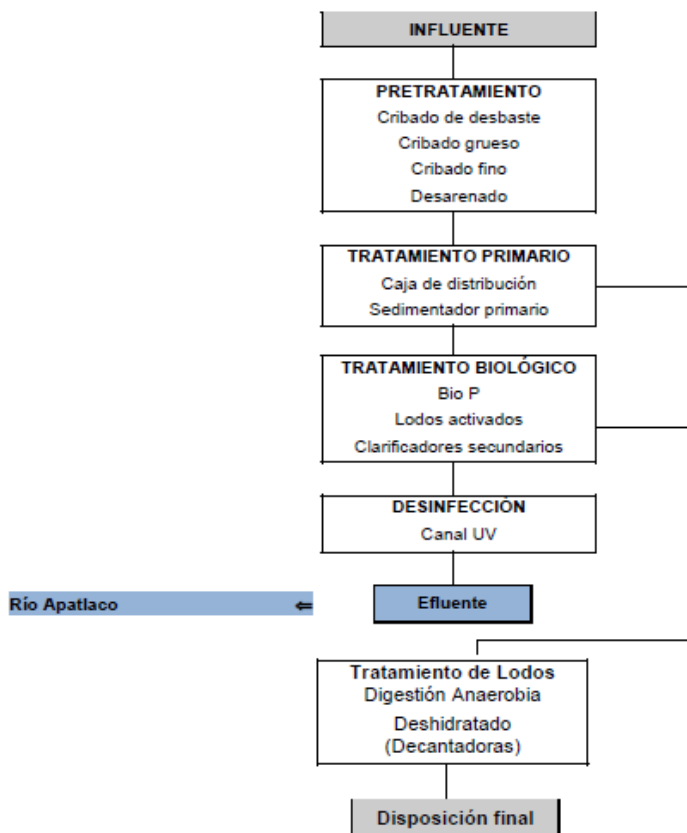 INFLUENTE
PRETRATAMIENTO
Cribado de desbaste
Cribado grueso
Cribado fino
Desarenado
TRATAMIENTO PRIMARIO
Caja de distribución
Sedimentador primario
TRATAMIENTO BIOLÓGICO
Bio P
Lodos activados
Clarificadores secundarios
DESINFECCIÓN
Canal UV
Río Apatlaco ⇐ Efluente
Tratamiento de Lodos
Digestión Anaerobia
Deshidratado
(Decantadoras)
Disposición final